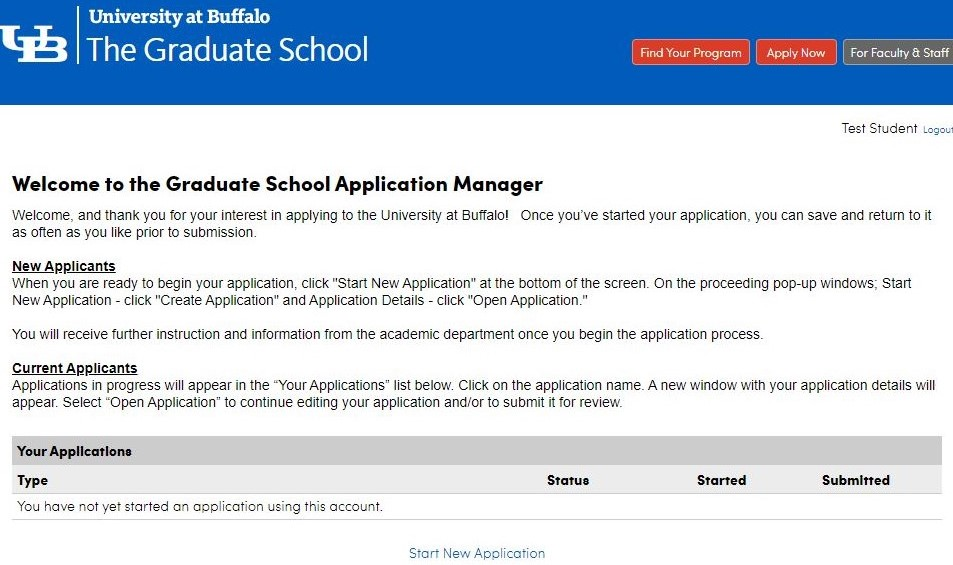 University at Buffalo
UB The Graduate School
Find Your Program Apply Now For Faculty & Staff
Test Student Logout
Welcome to the Graduate School Application Manager
Welcome, and thank you for your interest in applying to the University at Buffalo! Once you've started your application, you can save and return to it
as often as you like prior to submission.
New Applicants
When you are ready to begin your application, click "Start New Application" at the bottom of the screen. On the proceeding pop-up windows; Start
New Application - click "Create Application" and Application Details - click "Open Application."
You will receive further instruction and information from the academic department once you begin the application process.
Current Applicants
Applications in progress will appear in the “Your Applications” list below. Click on the application name. A new window with your application details will
appear. Select “Open Application” to continue editing your application and/or to submit it for review.
Your Applications
Type Status Started Submitted
You have not yet started an application using this account.
Start New Application